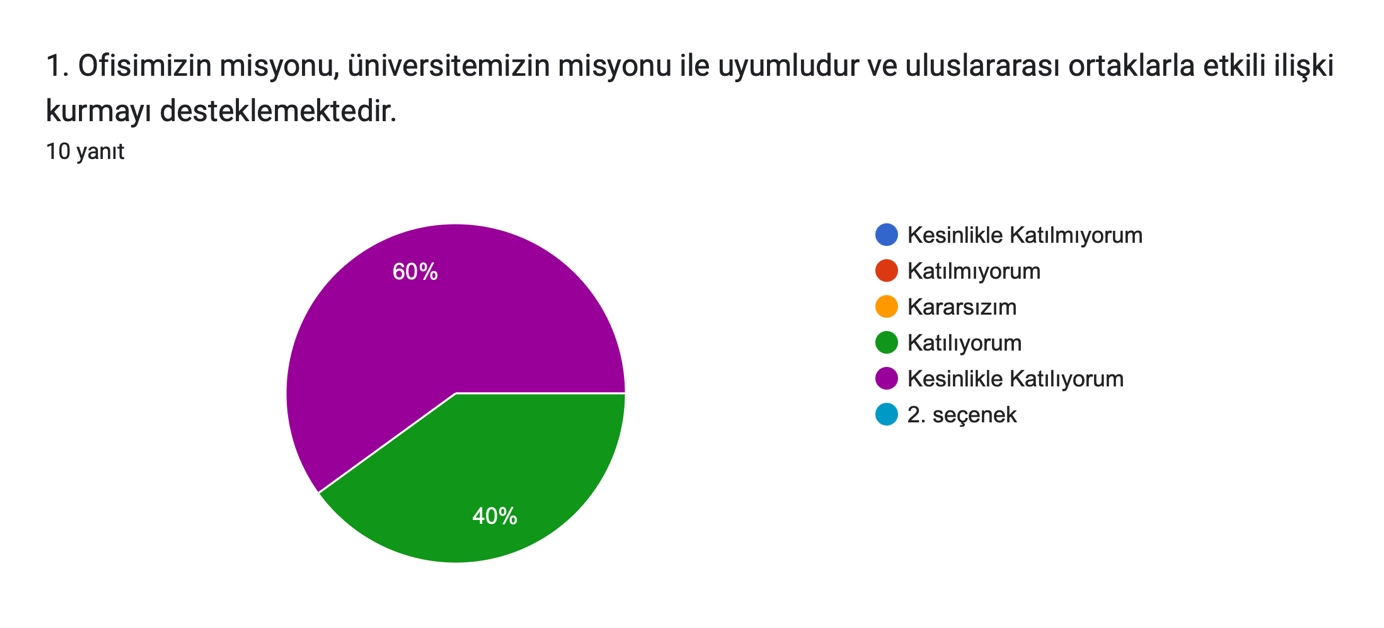 1. Ofisimizin misyonu, üniversitemizin misyonu ile uyumludur ve uluslararası ortaklarla etkili ilişki
kurmayı desteklemektedir.
10 yanıt
60%
40%
Kesinlikle Katılmıyorum
Katılmıyorum
Kararsızım
Katılıyorum
Kesinlikle Katılıyorum
2. seçenek